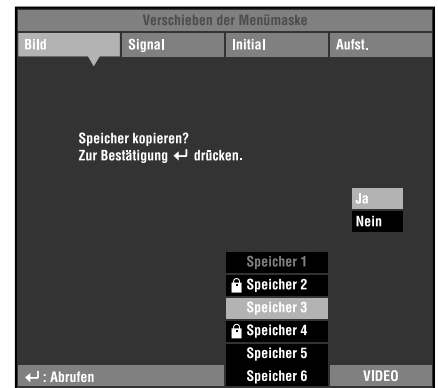 Verschieben der Menümaske
Bild Signal Initial Aufst.
Speicher kopieren?
Zur Bestätigung ↵ drücken.
Ja
Nein
Speicher 1
Speicher 2
Speicher 3
Speicher 4
Speicher 5
↵ : Abrufen Speicher 6 VIDEO